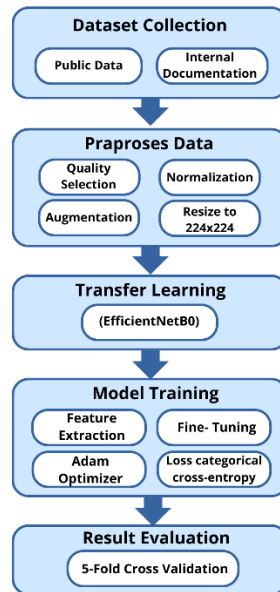 Dataset Collection
Public Data
Internal
Documentation
Praproses Data
Quality
Selection
Normalization
Augmentation
Resize to
224x224
Transfer Learning
(EfficientNetB0)
Model Training
Feature
Extraction
Fine- Tuning
Adam
Optimizer
Loss categorical
cross-entropy
Result Evaluation
5-Fold Cross Validation